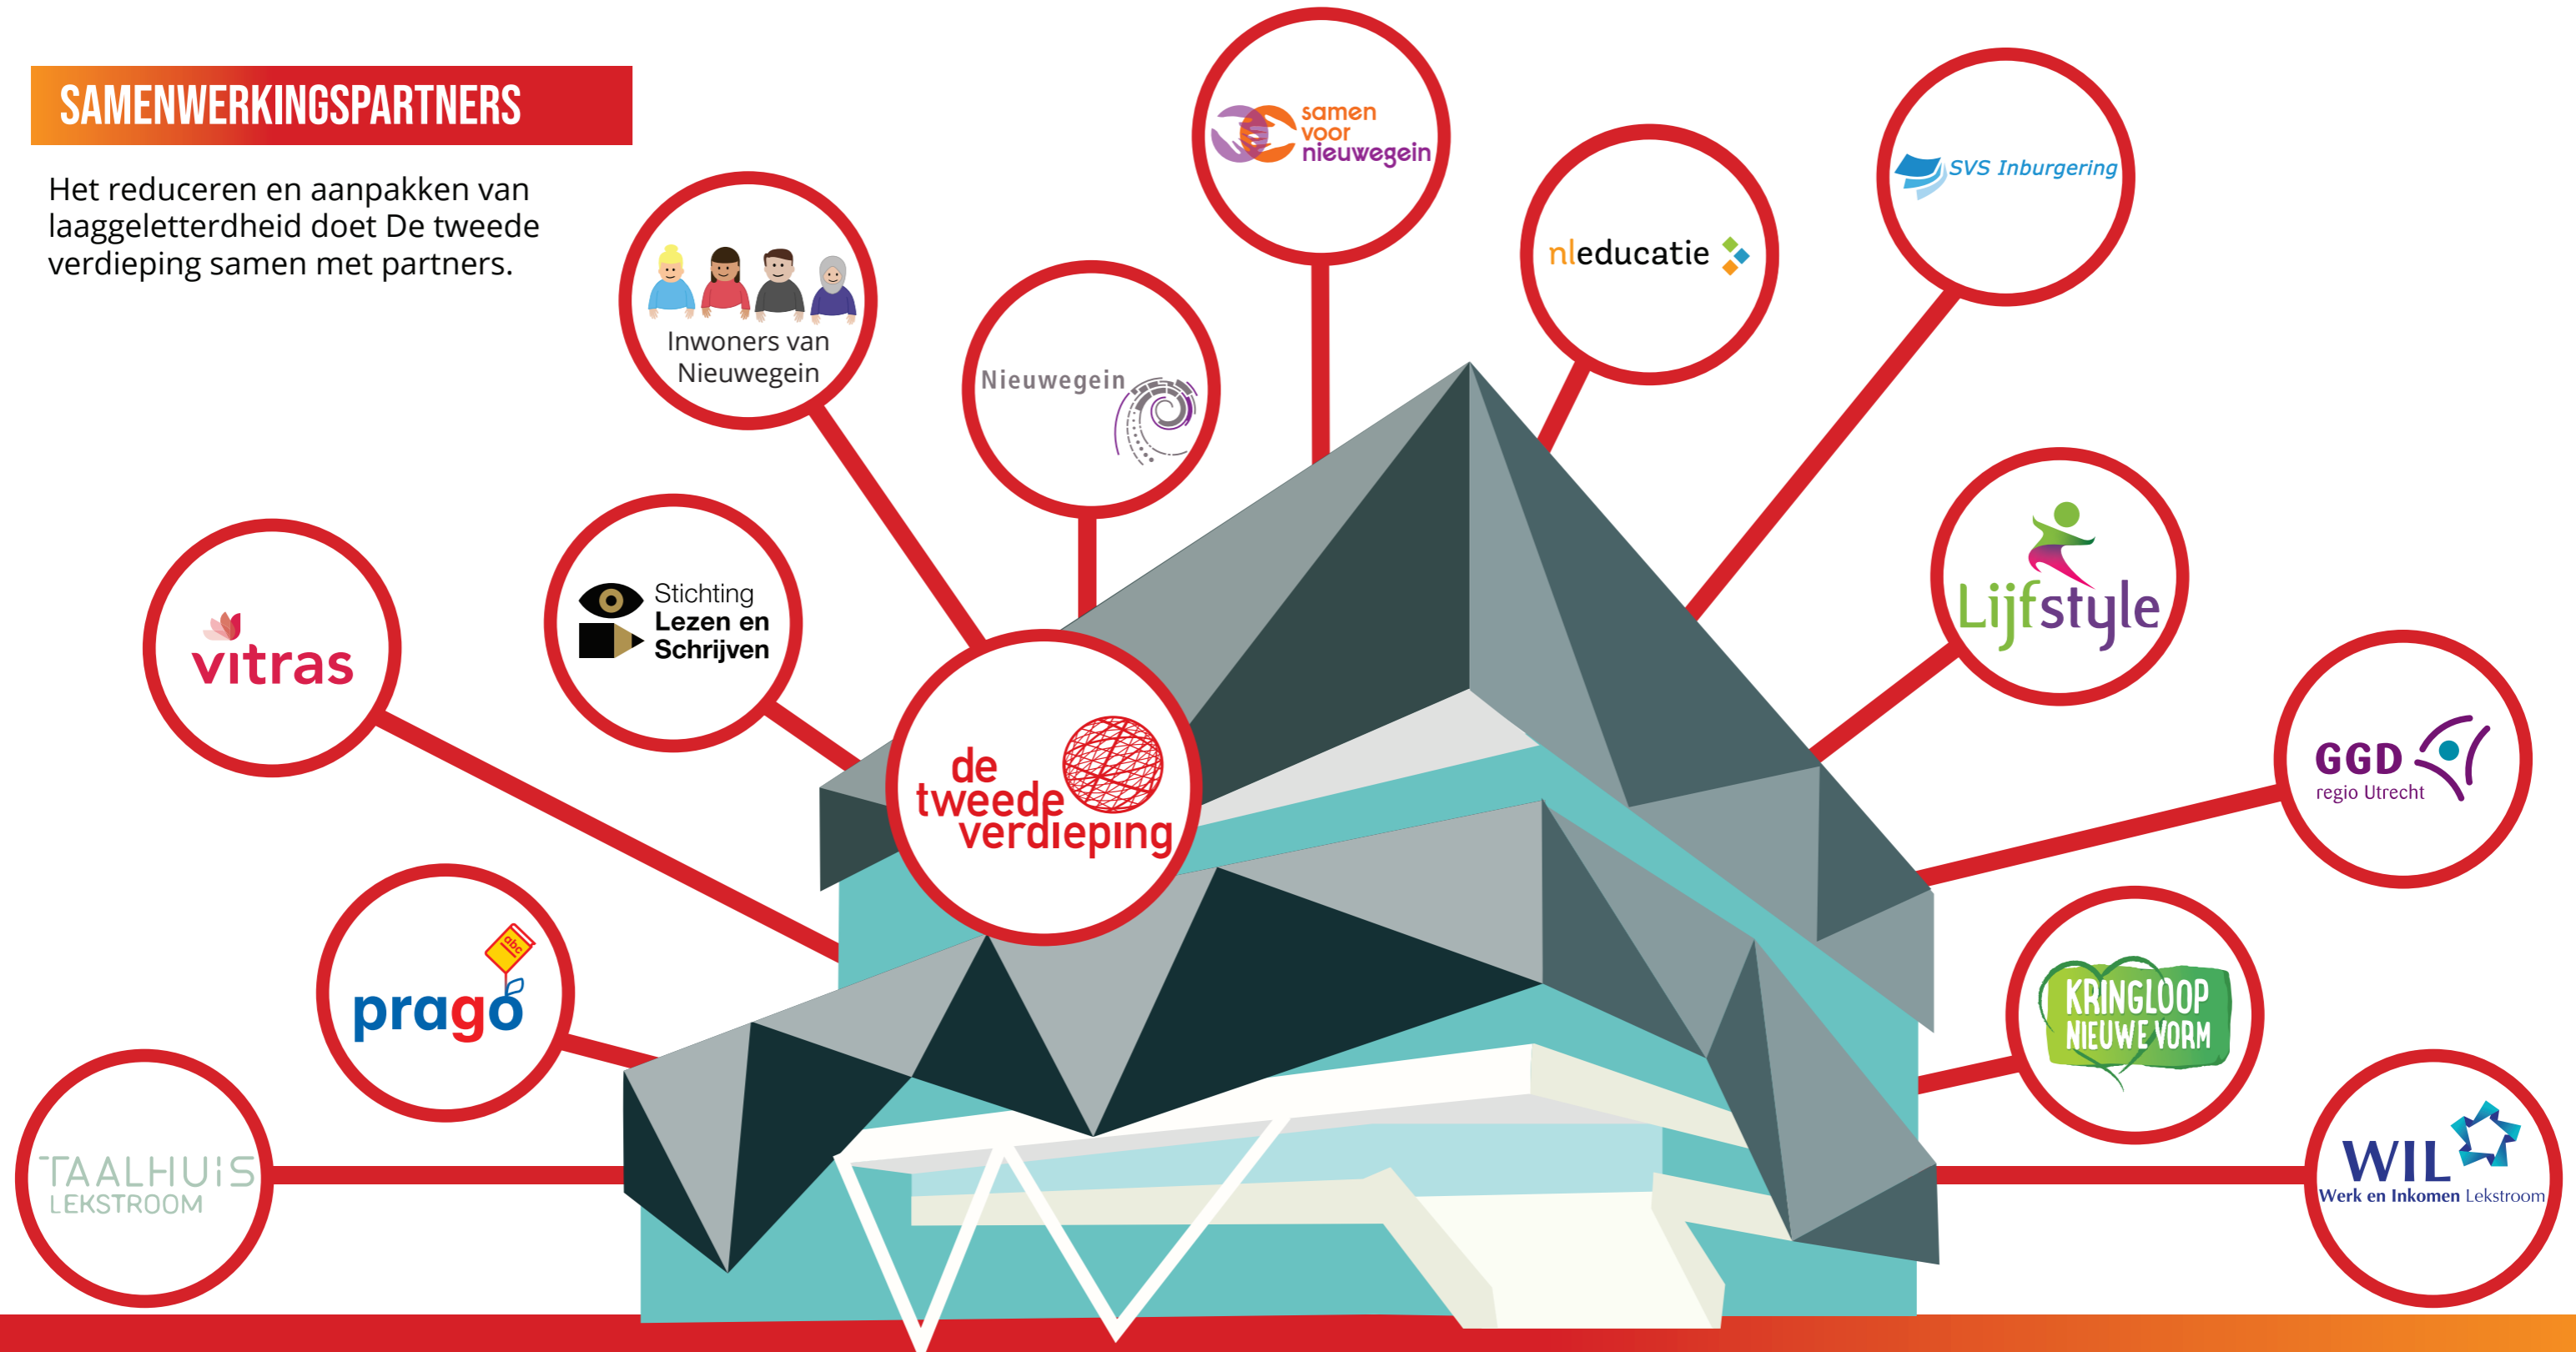 SAMENWERKINGSPARTNERS
Het reduceren en aanpakken van
laaggeletterdheid doet De tweede
verdieping samen met partners.
samen
voor
nieuwegein
SVS Inburgering
nleducatie
Inwoners van
Nieuwegein
Nieuwegein
Lijfstyle
Stichting
Lezen en
Schrijven
vitras
GGD
regio Utrecht
de
tweede
verdieping
abc
prago
KRINGLOOP
NIEUWE VORM
TAALHUiS
LEKSTROOM
WIL
Werk en Inkomen Lekstroom